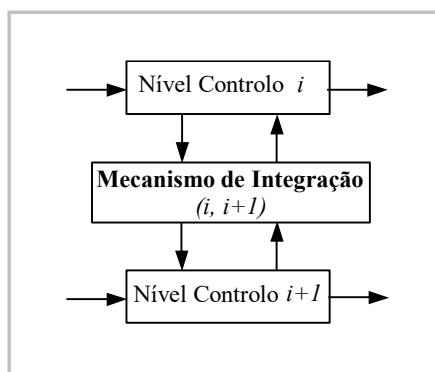 Nível Controlo i
Mecanismo de Integração
(i, i+1)
Nível Controlo i+1